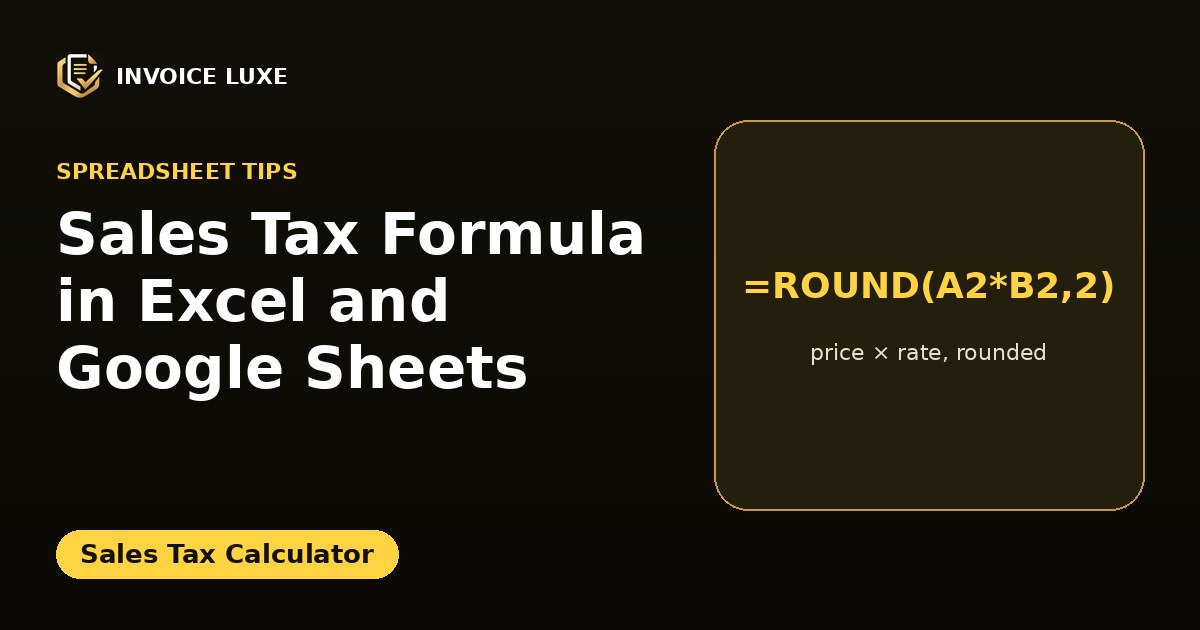 INVOICE LUXE
SPREADSHEET TIPS
Sales Tax Formula
in Excel and
Google Sheets
=ROUND(A2*B2,2)
price × rate, rounded
Sales Tax Calculator